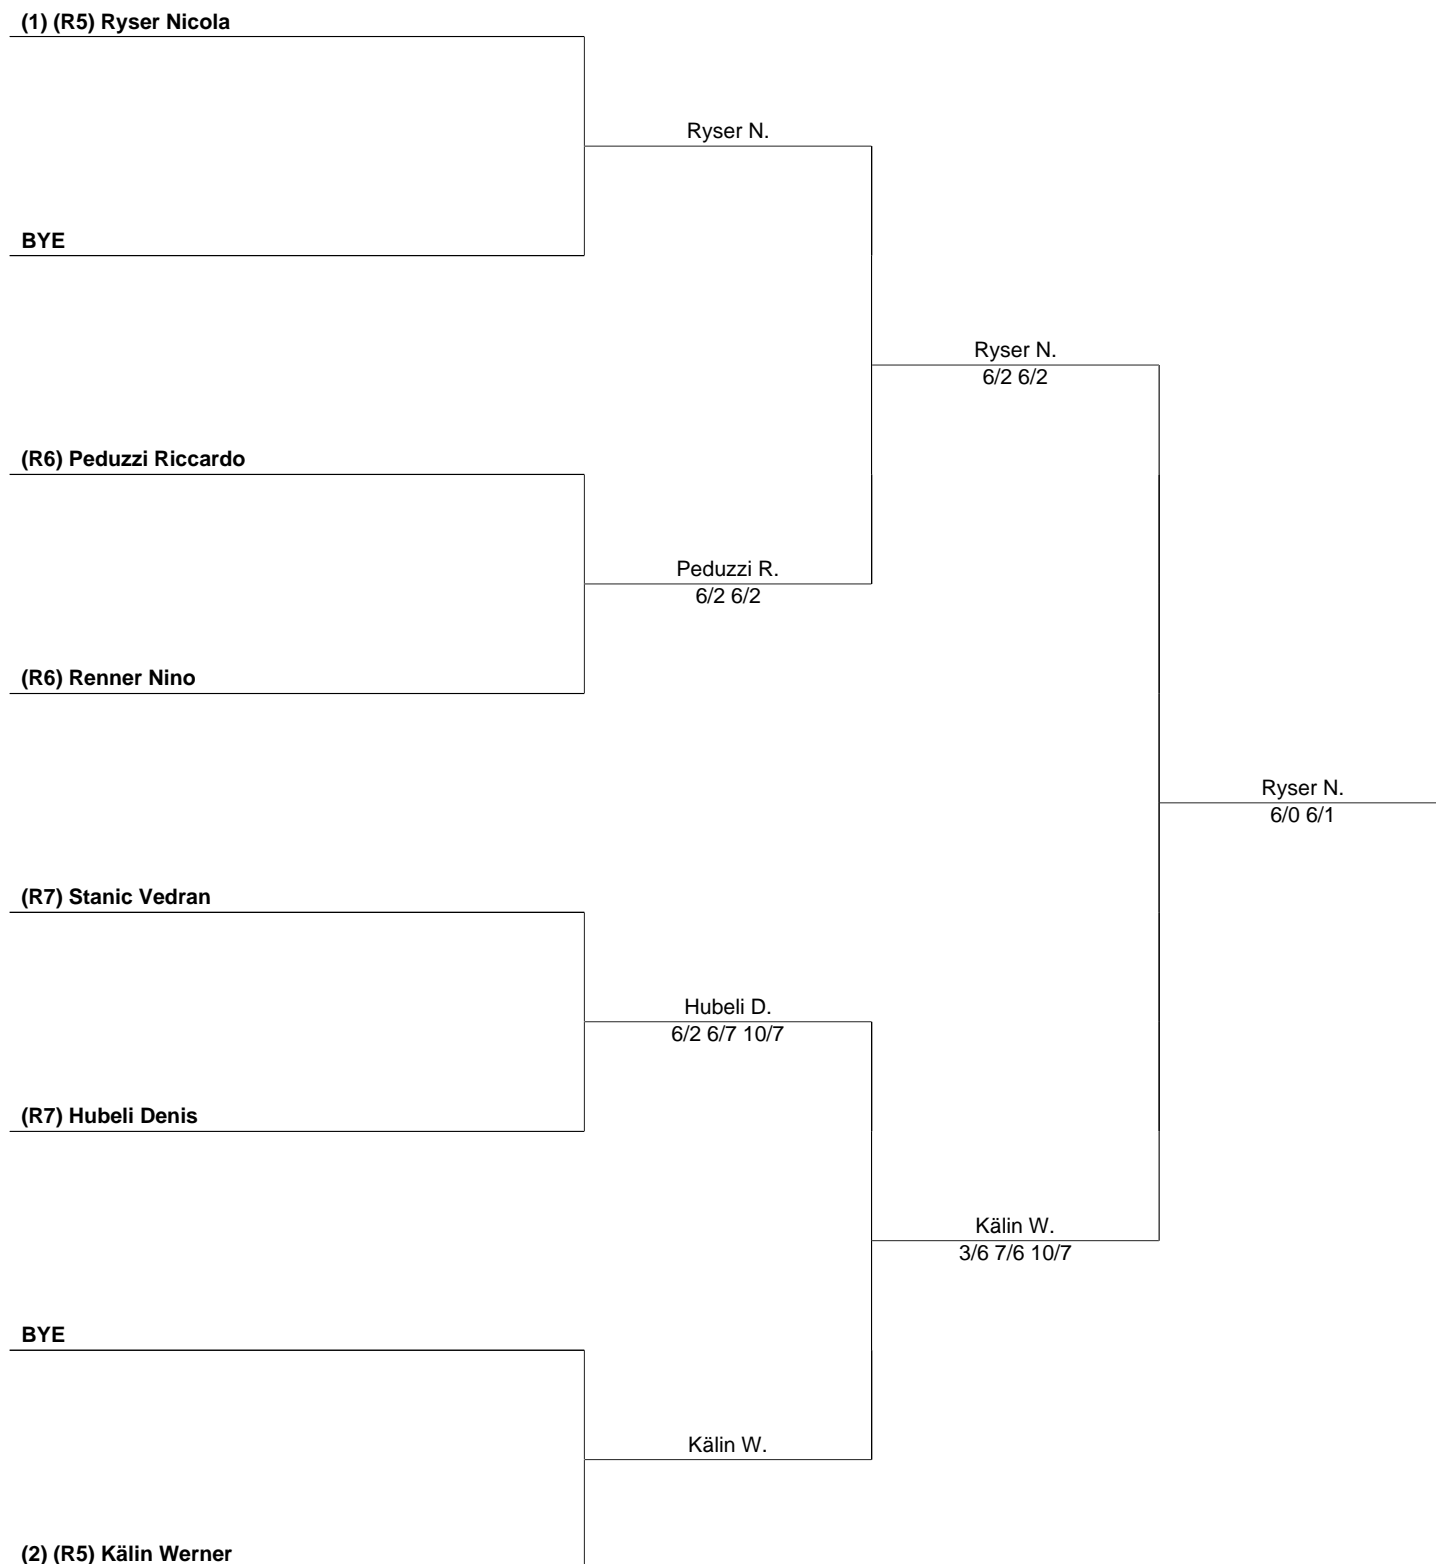 (1) (R5) Ryser Nicola
Ryser N.
BYE
Ryser N.
6/2 6/2
(R6) Peduzzi Riccardo
Peduzzi R.
6/2 6/2
(R6) Renner Nino
Ryser N.
6/0 6/1
(R7) Stanic Vedran
Hubeli D.
6/2 6/7 10/7
(R7) Hubeli Denis
Kälin W.
3/6 7/6 10/7
BYE
Kälin W.
(2) (R5) Kälin Werner